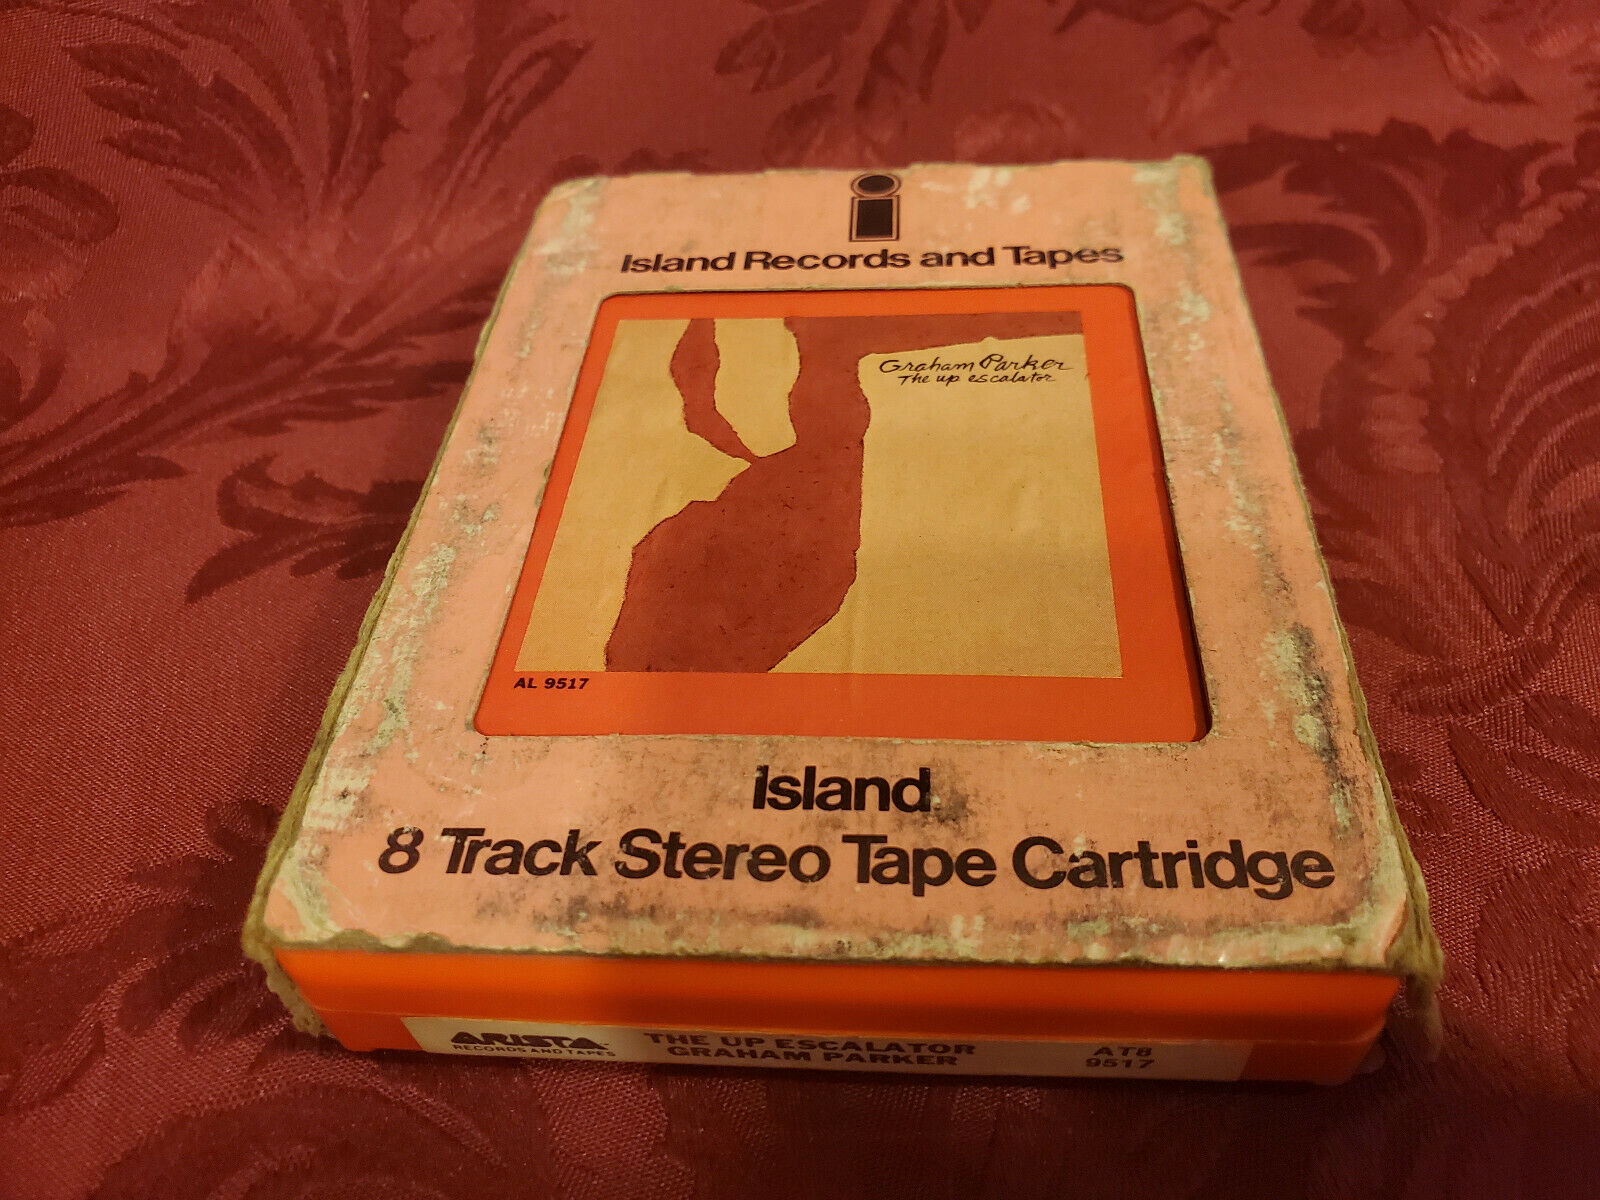 Island Records and Tapes
Graham Parker
The up escalator
AL 9517
Island
8 Track Stereo Tape Cartridge
ARISTA
RECORDS AND TAPES
THE UP ESCALATOR
GRAHAM PARKER
AT8
9517